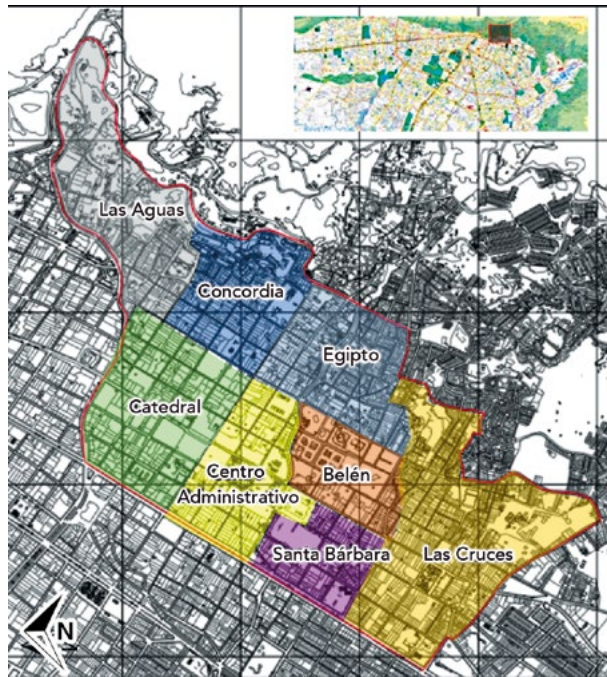 Las Aguas
Concordia
Egipto
Catedral
Centro
Administrativo
Belén
Santa Bárbara
Las Cruces
N